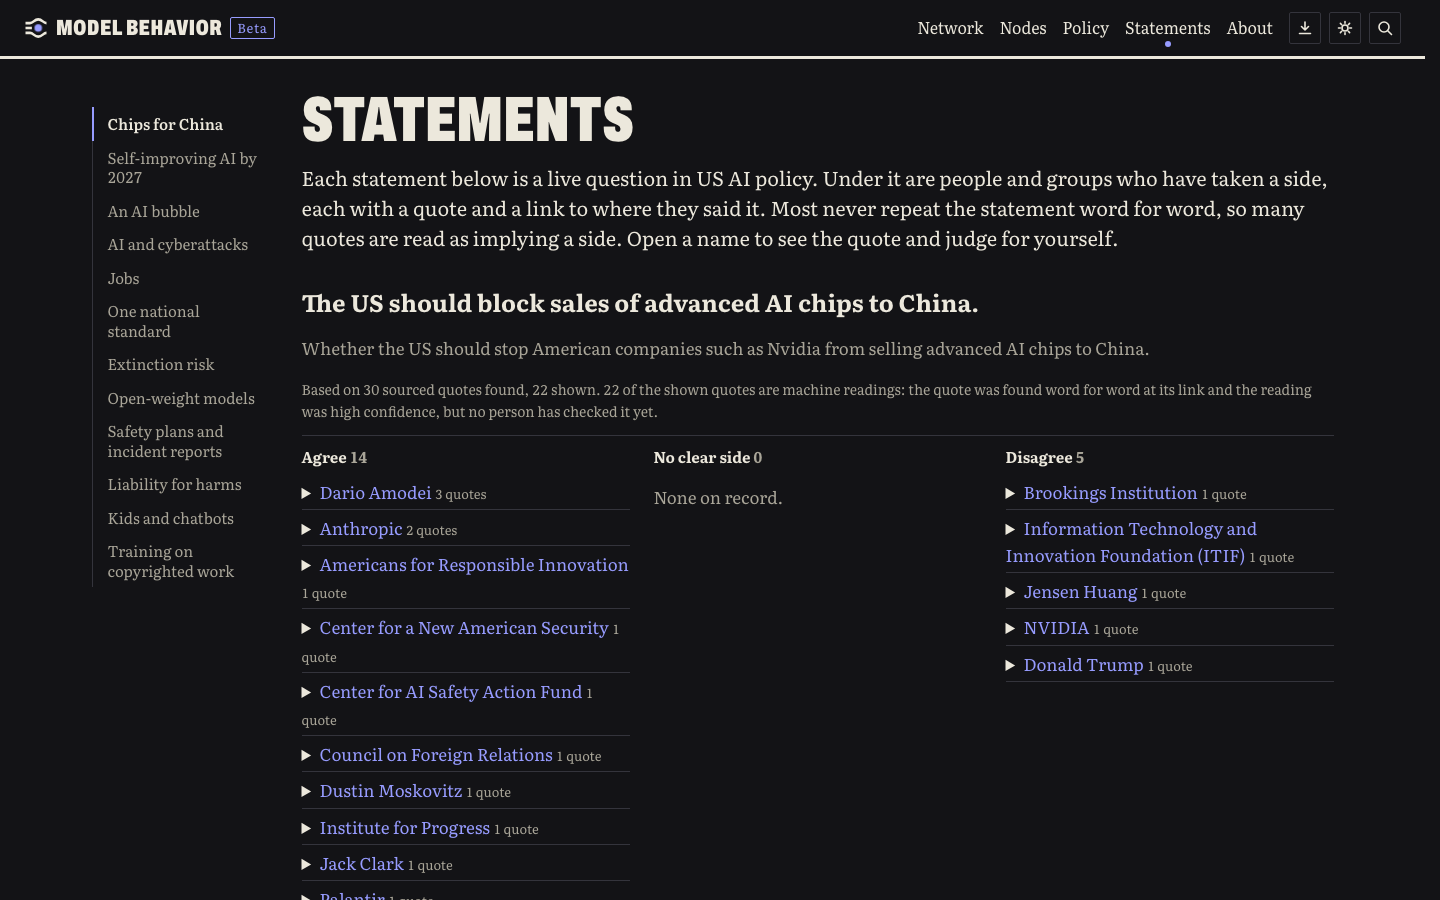 MODEL BEHAVIOR Beta
Network Nodes Policy Statements About
Chips for China
Self-improving AI by
2027
An AI bubble
AI and cyberattacks
Jobs
One national
standard
Extinction risk
Open-weight models
Safety plans and
incident reports
Liability for harms
Kids and chatbots
Training on
copyrighted work
STATEMENTS
Each statement below is a live question in US AI policy. Under it are people and groups who have taken a side,
each with a quote and a link to where they said it. Most never repeat the statement word for word, so many
quotes are read as implying a side. Open a name to see the quote and judge for yourself.
The US should block sales of advanced AI chips to China.
Whether the US should stop American companies such as Nvidia from selling advanced AI chips to China.
Based on 30 sourced quotes found, 22 shown. 22 of the shown quotes are machine readings: the quote was found word for word at its link and the reading
was high confidence, but no person has checked it yet.
Agree 14
Dario Amodei 3 quotes
Anthropic 2 quotes
Americans for Responsible Innovation
1 quote
Center for a New American Security 1
quote
Center for AI Safety Action Fund 1
quote
Council on Foreign Relations 1 quote
Dustin Moskovitz 1 quote
Institute for Progress 1 quote
Jack Clark 1 quote
Palantir 1 quote
No clear side 0
None on record.
Disagree 5
Brookings Institution 1 quote
Information Technology and
Innovation Foundation (ITIF) 1 quote
Jensen Huang 1 quote
NVIDIA 1 quote
Donald Trump 1 quote